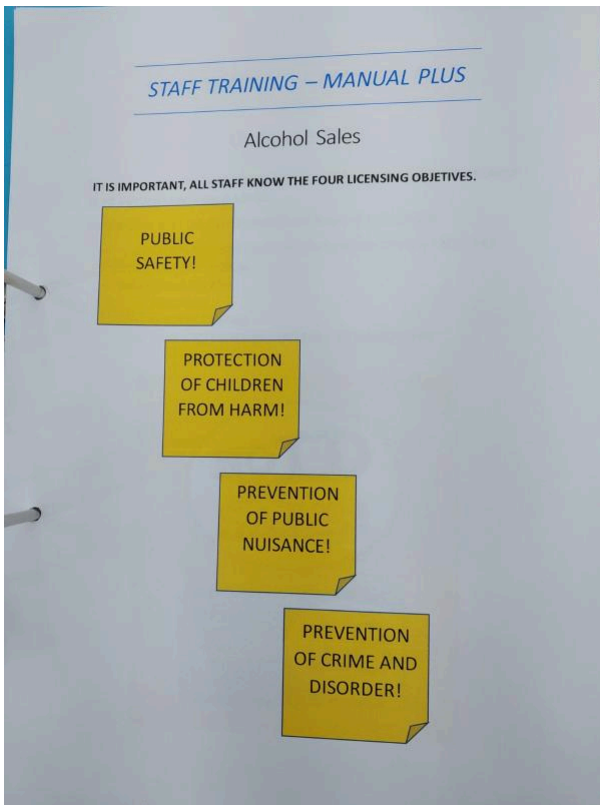 STAFF TRAINING – MANUAL PLUS
Alcohol Sales
IT IS IMPORTANT, ALL STAFF KNOW THE FOUR LICENSING OBJETIVES.
PUBLIC
SAFETY!
PROTECTION
OF CHILDREN
FROM HARM!
PREVENTION
OF PUBLIC
NUISANCE!
PREVENTION
OF CRIME AND
DISORDER!